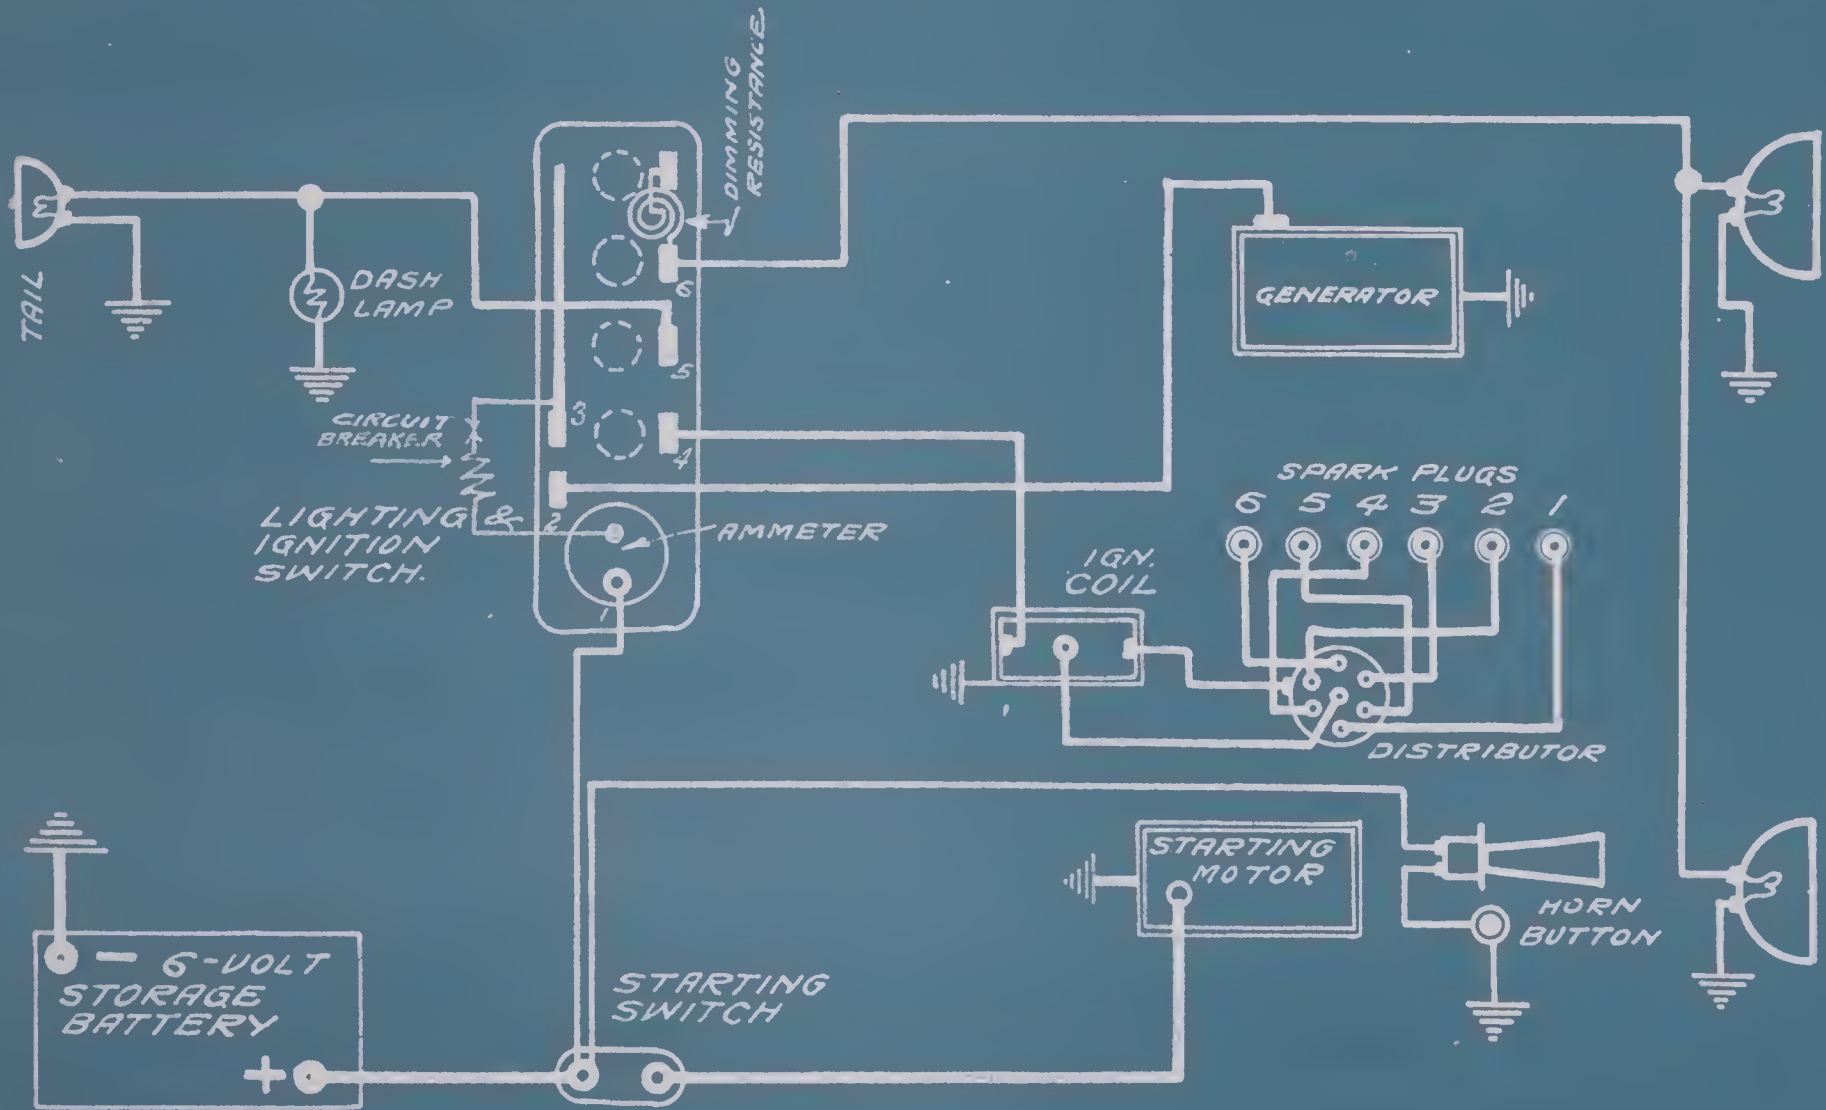 DIMMING
RESISTANCE
TAIL
DASH
LAMP
6
GENERATOR
5
CIRCUIT
BREAKER
3
4
SPARK PLUGS
6 5 4 3 2 1
LIGHTING &
IGNITION
SWITCH.
2
AMMETER
IGN.
COIL
1
DISTRIBUTOR
STARTING
MOTOR
HORN
BUTTON
- 6-VOLT
STORAGE
BATTERY
+
STARTING
SWITCH